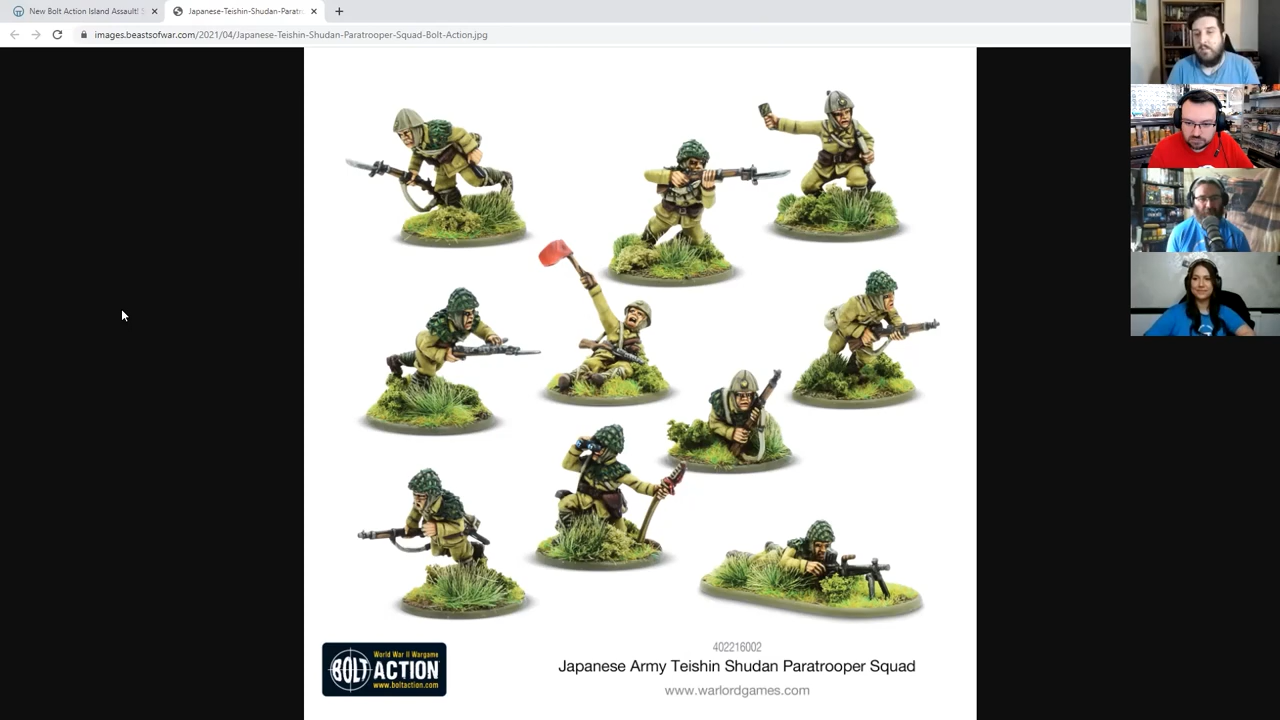 New Bolt Action Island Assault! S
Japanese-Teishin-Shudan-Paratro
images.beastsofwar.com/2021/04/Japanese-Teishin-Shudan-Paratrooper-Squad-Bolt-Action.jpg
World War II Wargame
BOLT ACTION
www.boltaction.com
402216002
Japanese Army Teishin Shudan Paratrooper Squad
www.warlordgames.com